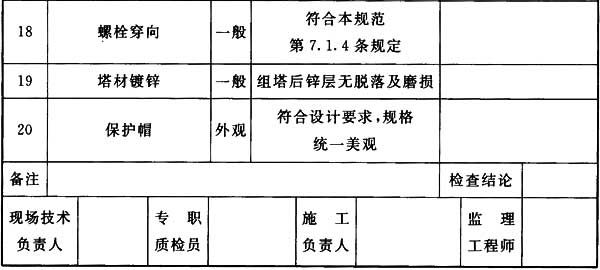 18 螺栓穿向 一般 符合本规范
第 7.1.4 条规定
19 塔材镀锌 一般 组塔后锌层无脱落及磨损
20 保护帽 外观 符合设计要求,规格
统一美观
备注 检查结论
现场技术 专职 施工 监理
负责人 质检员 负责人 工程师